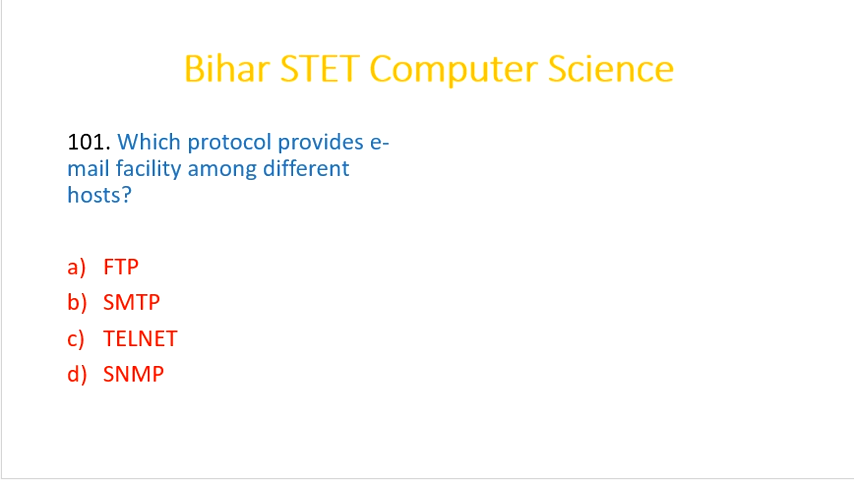 Bihar STET Computer Science
101. Which protocol provides e-
mail facility among different
hosts?
a) FTP
b) SMTP
c) TELNET
d) SNMP